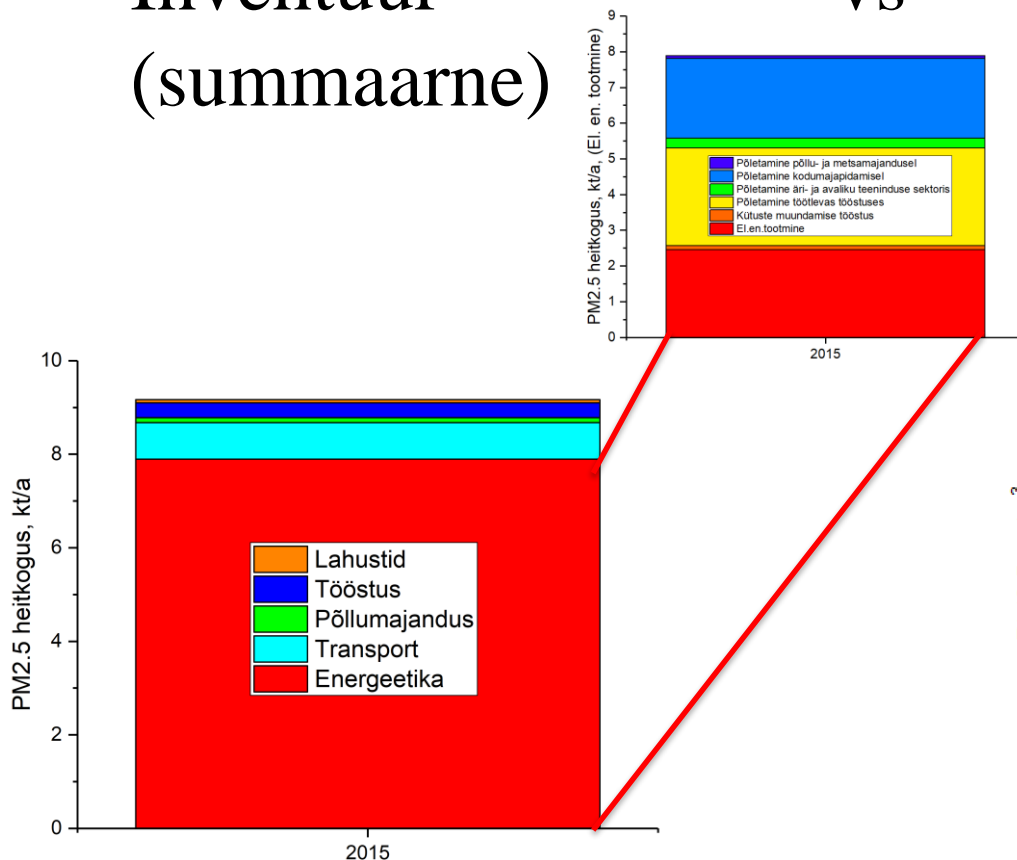 Inventuur
vs
(summaarne)
PM2.5 heitkogus, kt/a, (El. en. tootmine)
9
8
7
6
5
4
3
2
1
0
Põletamine põllu- ja metsamajandusel
Põletamine kodumajapidamisel
Põletamine äri- ja avaliku teeninduse sektoris
Põletamine töötlevas tööstuses
Kütuste muundamise tööstus
El.en.tootmine
2015
PM2.5 heitkogus, kt/a
10
8
6
4
2
0
Lahustid
Tööstus
Põllumajandus
Transport
Energeetika
2015